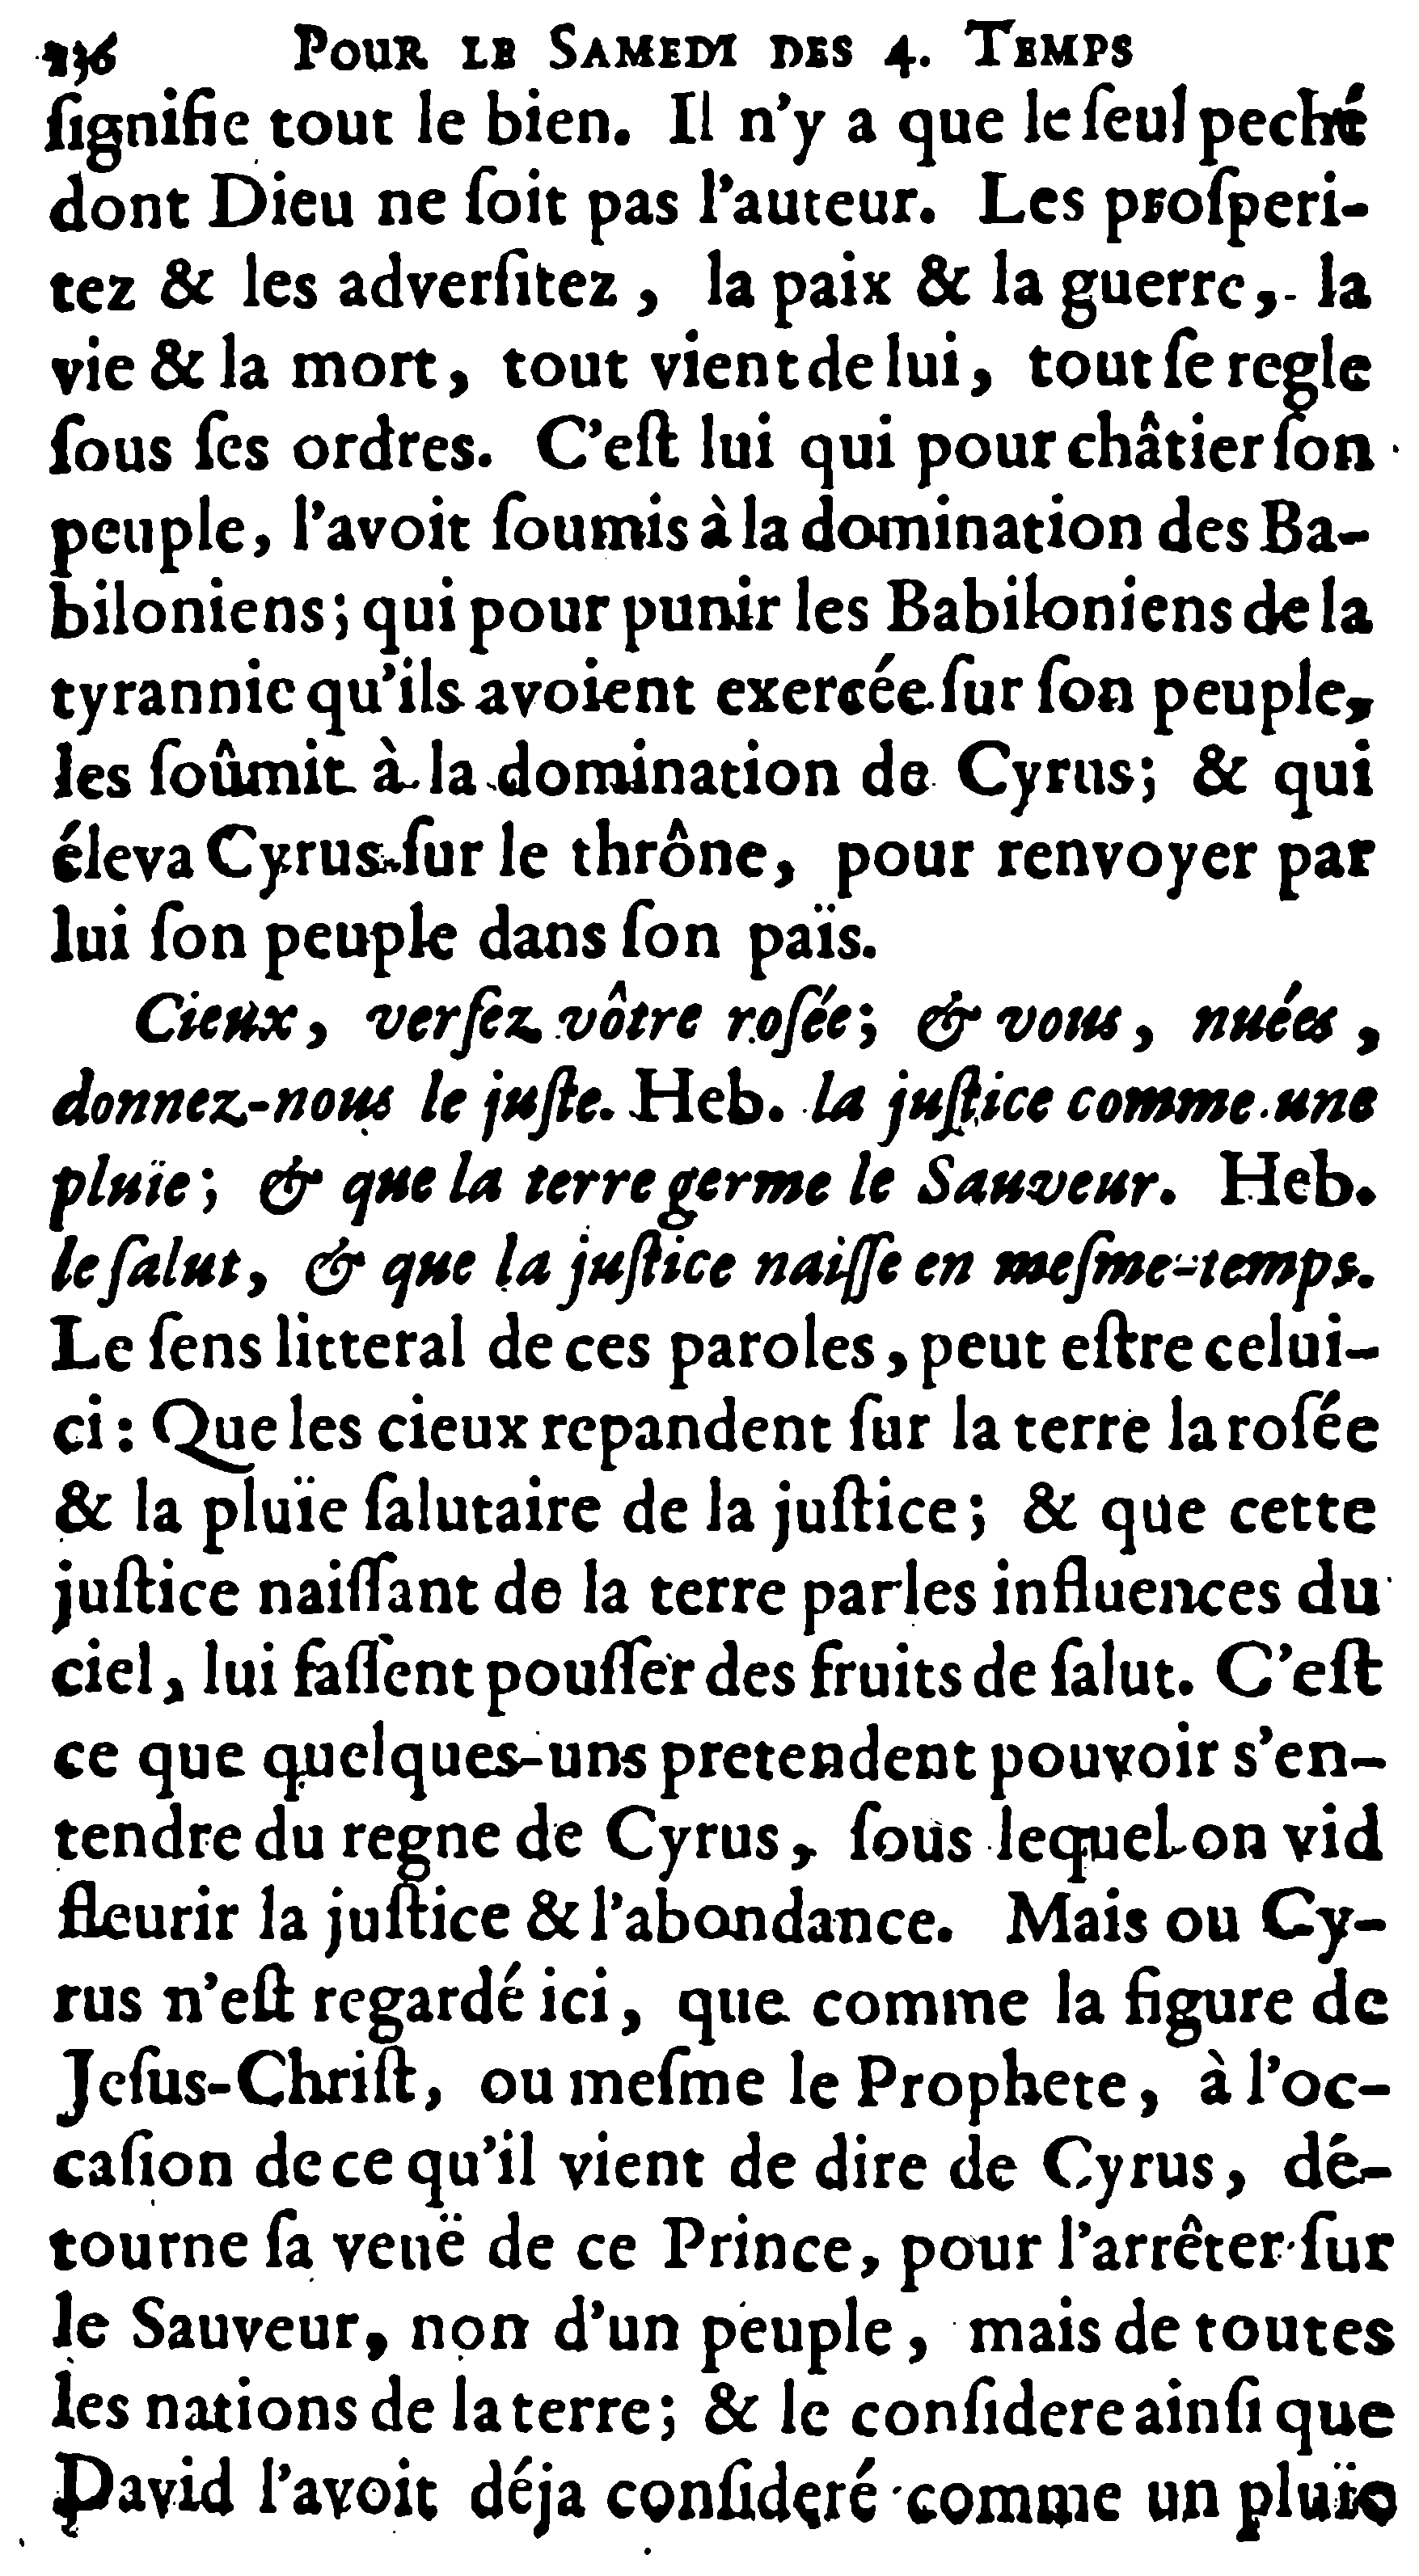 236 POUR LE SAMEDI DES 4. TEMPS
ſignifie tout le bien. Il n'y a que le ſeul peché
dont Dieu ne ſoit pas l'auteur. Les proſperi-
tez & les adverſitez, la paix & la guerre, la
vie & la mort, tout vient de lui, tout ſe regle
ſous ſes ordres. C'eſt lui qui pour châtier ſon
peuple, l'avoit ſoumis à la domination des Ba-
biloniens; qui pour punir les Babiloniens de la
tyrannie qu'ils avoient exercée ſur ſon peuple,
les ſoûmit à la domination de Cyrus; & qui
éleva Cyrus ſur le thrône, pour renvoyer par
lui ſon peuple dans ſon païs.
Cieux, verſez vôtre roſée; & vous, nuées,
donnez-nous le juſte. Heb. la juſtice comme une
pluïe; & que la terre germe le Sauveur. Heb.
le ſalut, & que la juſtice naiſſe en meſme-temps.
Le ſens litteral de ces paroles, peut eſtre celui-
ci: Que les cieux repandent ſur la terre la roſée
& la pluïe ſalutaire de la juſtice; & que cette
juſtice naiſſant de la terre par les influences du
ciel, lui faſſent pouſſer des fruits de ſalut. C'eſt
ce que quelques-uns pretendent pouvoir s'en-
tendre du regne de Cyrus, ſous lequel on vid
fleurir la juſtice & l'abondance. Mais ou Cy-
rus n'eſt regardé ici, que comme la figure de
Jeſus-Chriſt, ou meſme le Prophete, à l'oc-
caſion de ce qu'il vient de dire de Cyrus, dé-
tourne ſa veuë de ce Prince, pour l'arrêter ſur
le Sauveur, non d'un peuple, mais de toutes
les nations de la terre; & le conſidere ainſi que
David l'avoit déja conſideré comme un pluïe